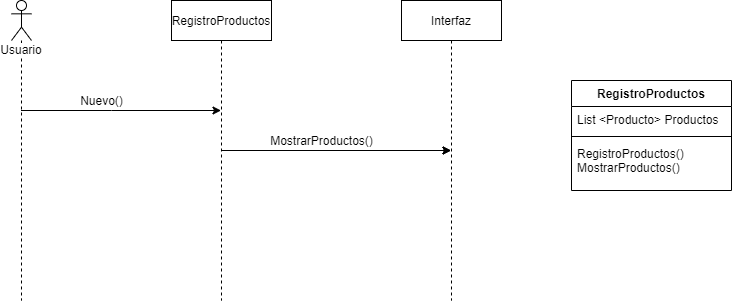 Usuario
RegistroProductos
Interfaz
Nuevo()
MostrarProductos()
RegistroProductos
List <Producto> Productos
RegistroProductos()
MostrarProductos()